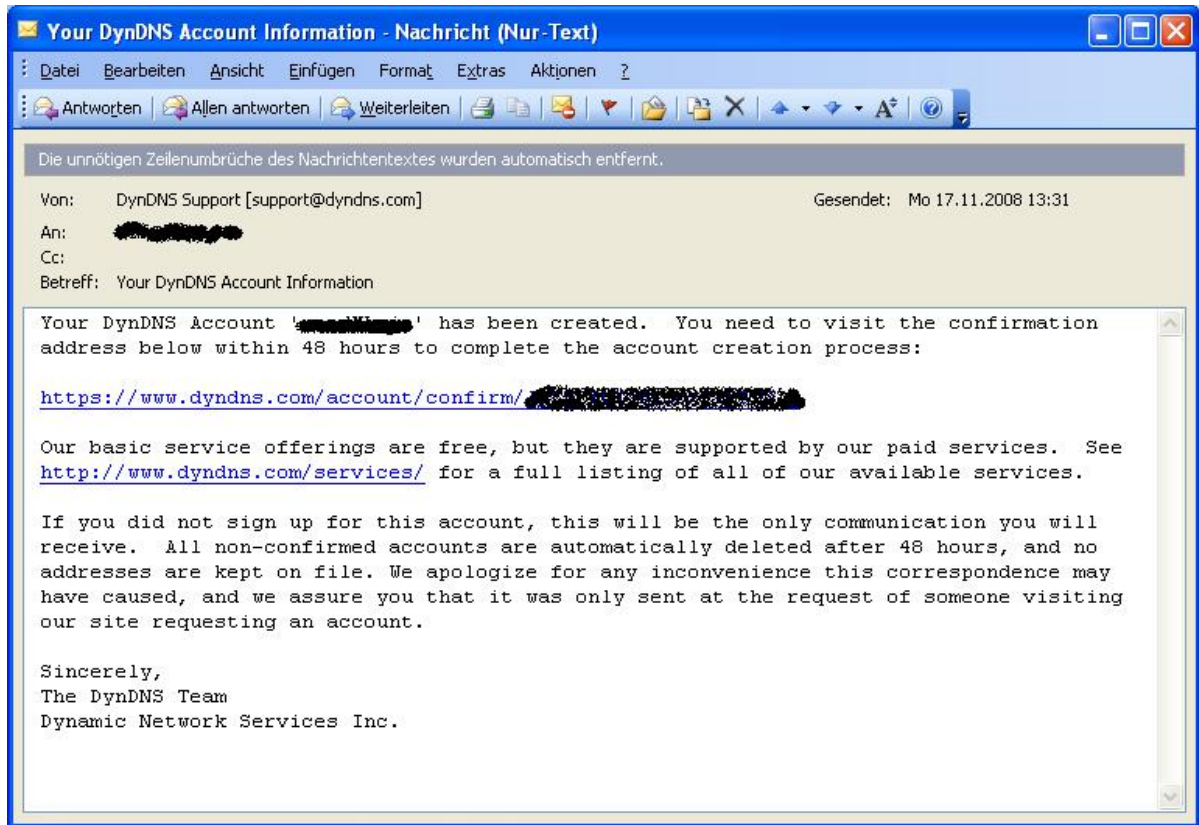 Your DynDNS Account Information - Nachricht (Nur-Text)
Datei Bearbeiten Ansicht Einfügen Format Extras Aktionen ?
Antworten Allen antworten Weiterleiten
Die unnötigen Zeilenumbrüche des Nachrichtentextes wurden automatisch entfernt.
Von: DynDNS Support [support@dyndns.com] Gesendet: Mo 17.11.2008 13:31
An:
Cc:
Betreff: Your DynDNS Account Information
Your DynDNS Account '' has been created. You need to visit the confirmation
address below within 48 hours to complete the account creation process:
https://www.dyndns.com/account/confirm/
Our basic service offerings are free, but they are supported by our paid services. See
http://www.dyndns.com/services/ for a full listing of all of our available services.
If you did not sign up for this account, this will be the only communication you will
receive. All non-confirmed accounts are automatically deleted after 48 hours, and no
addresses are kept on file. We apologize for any inconvenience this correspondence may
have caused, and we assure you that it was only sent at the request of someone visiting
our site requesting an account.
Sincerely,
The DynDNS Team
Dynamic Network Services Inc.